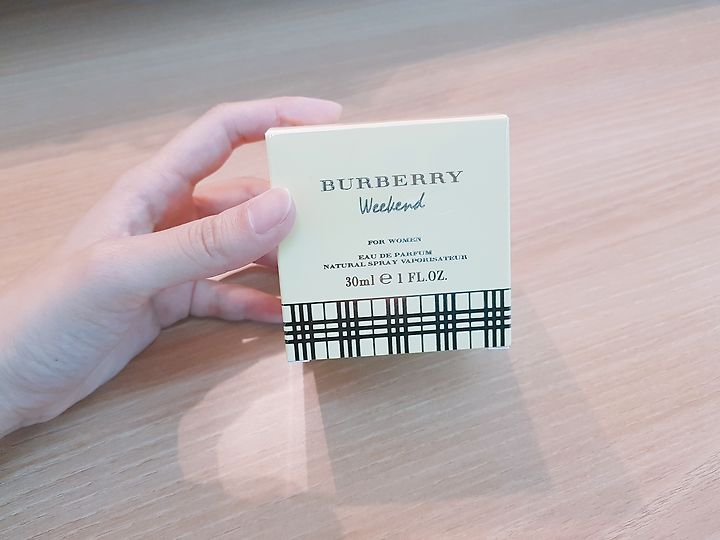 BURBERRY
Weekend
FOR WOMEN
EAU DE PARFUM
NATURAL SPRAY VAPORISATEUR
30ml ℮ 1 FL.OZ.